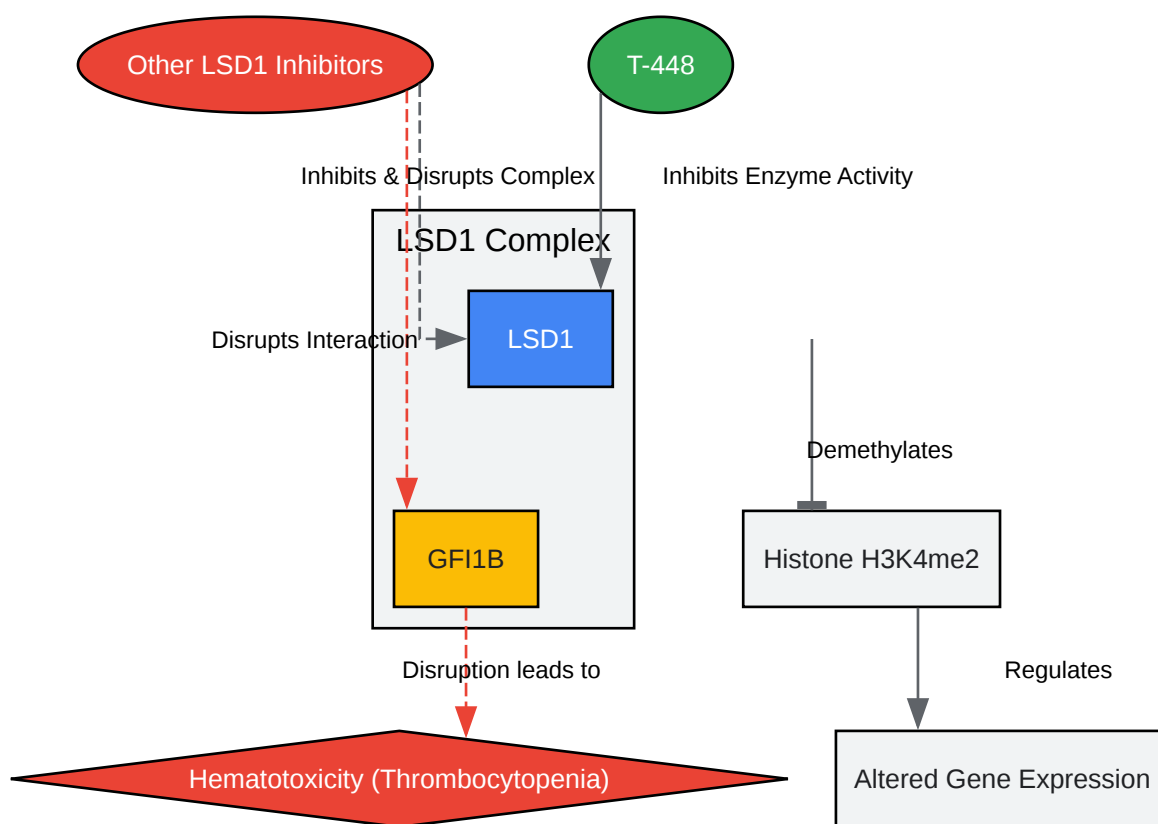 Other LSD1 Inhibitors
T-448
Inhibits & Disrupts Complex
Inhibits Enzyme Activity
LSD1 Complex
Disrupts Interaction
LSD1
Demethylates
GFI1B
Histone H3K4me2
Disruption leads to
Regulates
Hematotoxicity (Thrombocytopenia)
Altered Gene Expression